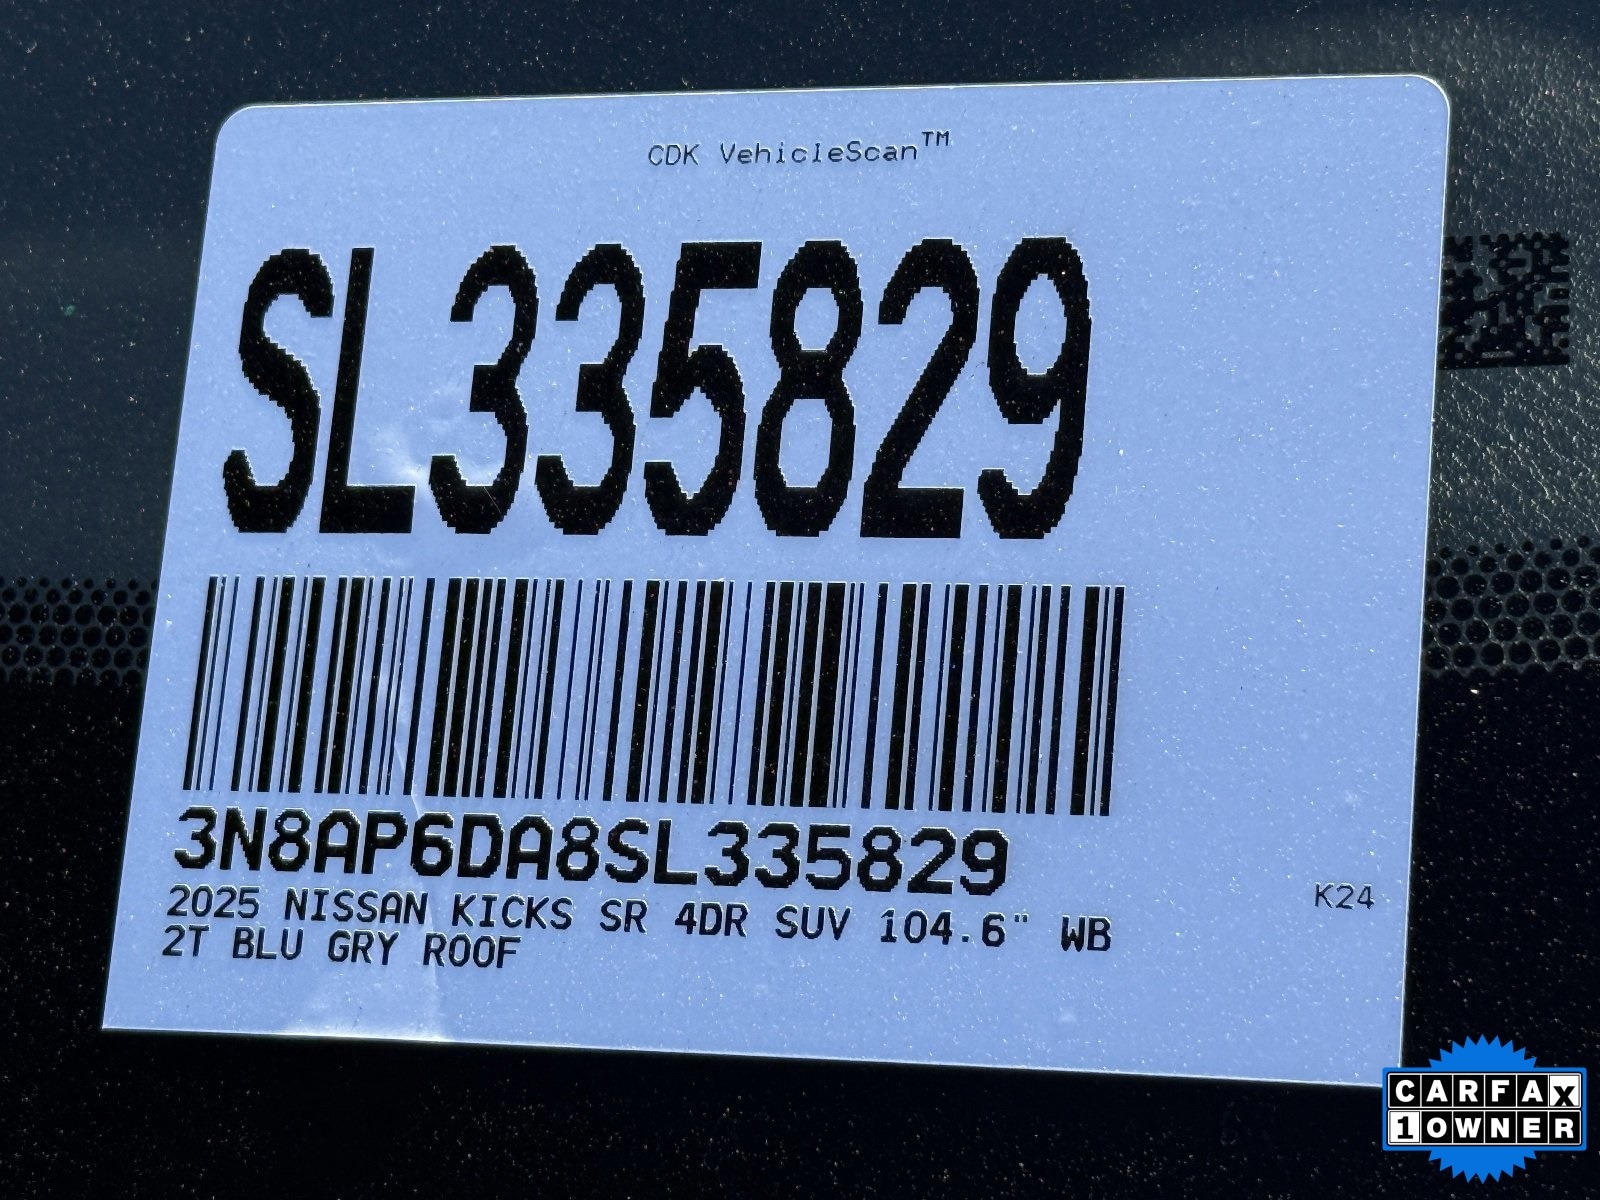 CDK VehicleScan™
SL335829
3N8AP6DA8SL335829
2025 NISSAN KICKS SR 4DR SUV 104.6" WB
2T BLU GRY ROOF
K24
CARFAX
1OWNER